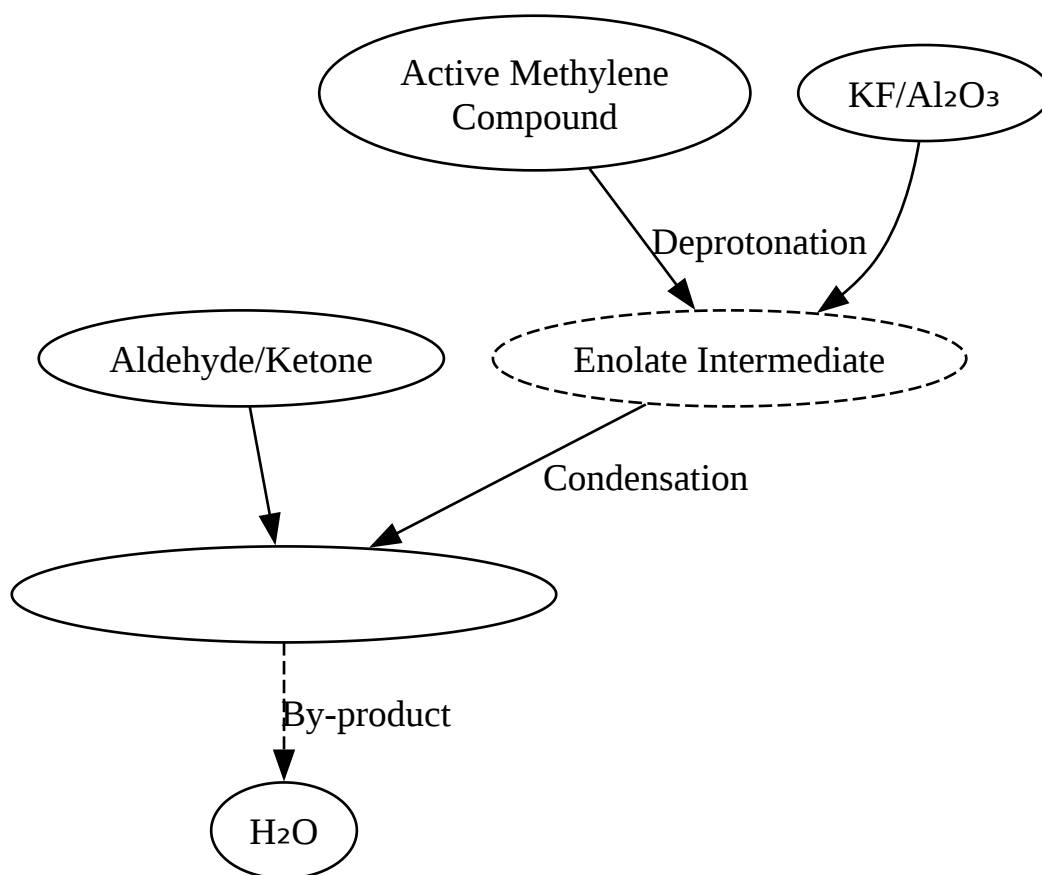 Active Methylene
Compound
KF/Al₂O₃
Deprotonation
Aldehyde/Ketone
Enolate Intermediate
Condensation
By-product
H₂O